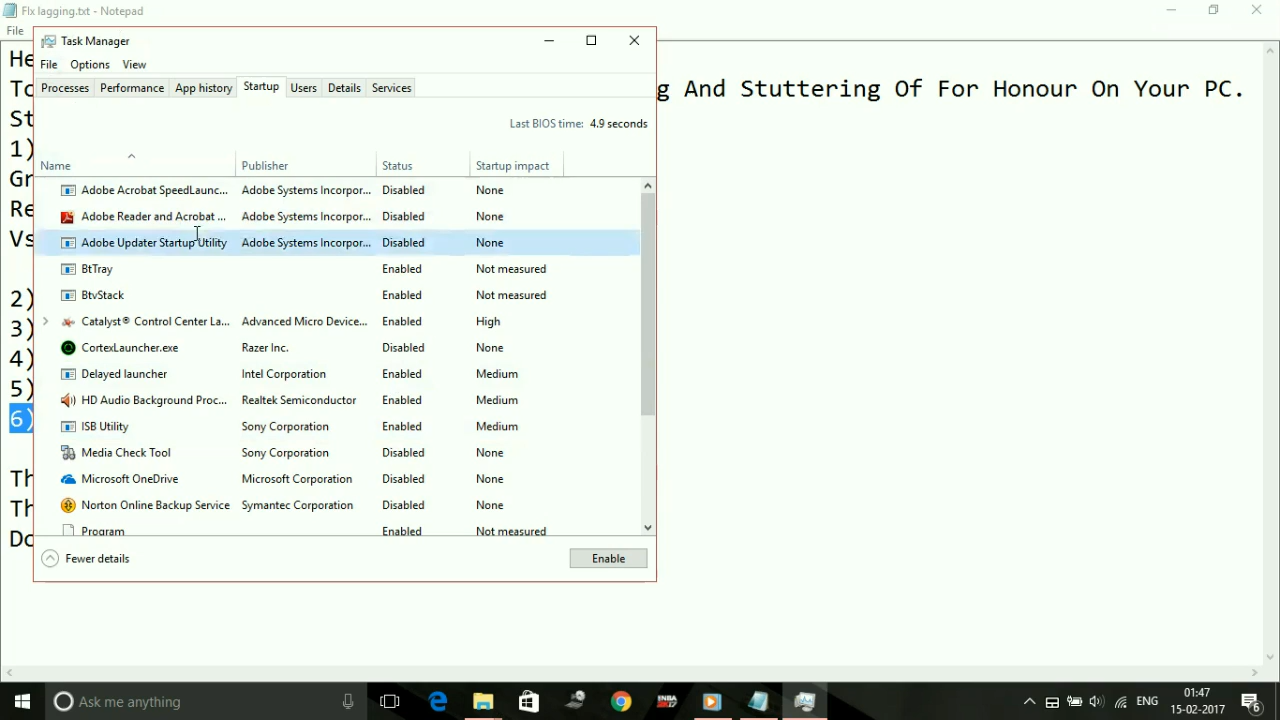 Fix lagging.txt - Notepad
File
Task Manager
File Options View
Processes Performance App history Startup Users Details Services
Last BIOS time: 4.9 seconds
Name Publisher Status Startup impact
Adobe Acrobat SpeedLaunc... Adobe Systems Incorpor... Disabled None
Adobe Reader and Acrobat ... Adobe Systems Incorpor... Disabled None
Adobe Updater Startup Utility Adobe Systems Incorpor... Disabled None
BtTray Enabled Not measured
BtvStack Enabled Not measured
Catalyst® Control Center La... Advanced Micro Device... Enabled High
CortexLauncher.exe Razer Inc. Disabled None
Delayed launcher Intel Corporation Enabled Medium
HD Audio Background Proc... Realtek Semiconductor Enabled Medium
ISB Utility Sony Corporation Enabled Medium
Media Check Tool Sony Corporation Disabled None
Microsoft OneDrive Microsoft Corporation Disabled None
Norton Online Backup Service Symantec Corporation Disabled None
Program Enabled Not measured
Fewer details Enable
He
To g And Stuttering Of For Honour On Your PC.
St
1)
Gr
Re
Vs
2)
3)
4)
5)
6)
Th
Th
Do
Ask me anything
ENG
01:47
15-02-2017
6